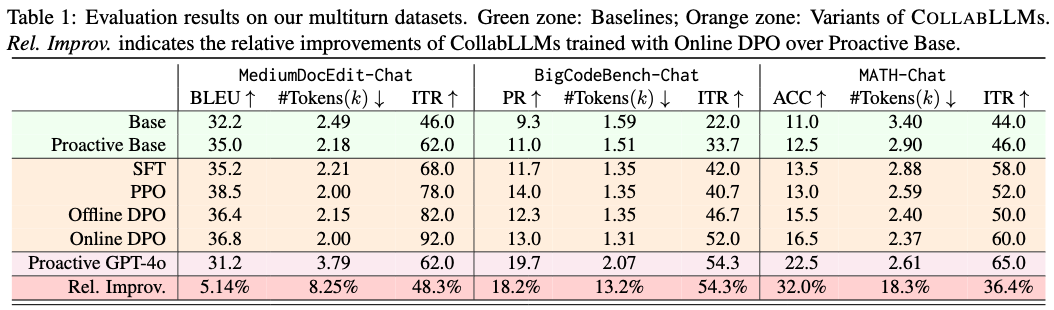 Table 1: Evaluation results on our multiturn datasets. Green zone: Baselines; Orange zone: Variants of COLLABLLMs.
Rel. Improv. indicates the relative improvements of CollabLLMs trained with Online DPO over Proactive Base.
MediumDocEdit-Chat BigCodeBench-Chat MATH-Chat
BLEU ↑ #Tokens(k) ↓ ITR ↑ PR ↑ #Tokens(k) ↓ ITR ↑ ACC ↑ #Tokens(k) ↓ ITR ↑
Base 32.2 2.49 46.0 9.3 1.59 22.0 11.0 3.40 44.0
Proactive Base 35.0 2.18 62.0 11.0 1.51 33.7 12.5 2.90 46.0
SFT 35.2 2.21 68.0 11.7 1.35 42.0 13.5 2.88 58.0
PPO 38.5 2.00 78.0 14.0 1.35 40.7 13.0 2.59 52.0
Offline DPO 36.4 2.15 82.0 12.3 1.35 46.7 15.5 2.40 50.0
Online DPO 36.8 2.00 92.0 13.0 1.31 52.0 16.5 2.37 60.0
Proactive GPT-4o 31.2 3.79 62.0 19.7 2.07 54.3 22.5 2.61 65.0
Rel. Improv. 5.14% 8.25% 48.3% 18.2% 13.2% 54.3% 32.0% 18.3% 36.4%